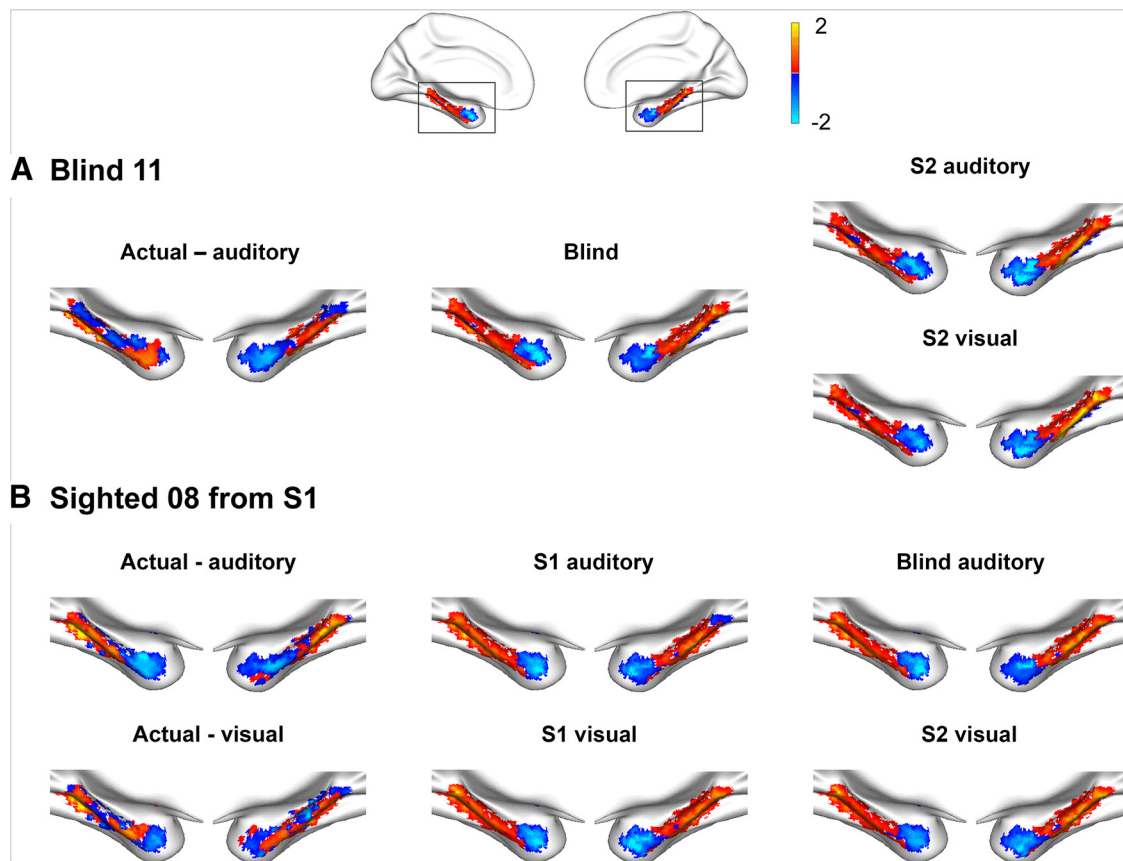 2
-2
A Blind 11
S2 auditory
Actual – auditory
Blind
S2 visual
B Sighted 08 from S1
Actual - auditory
S1 auditory
Blind auditory
Actual - visual
S1 visual
S2 visual